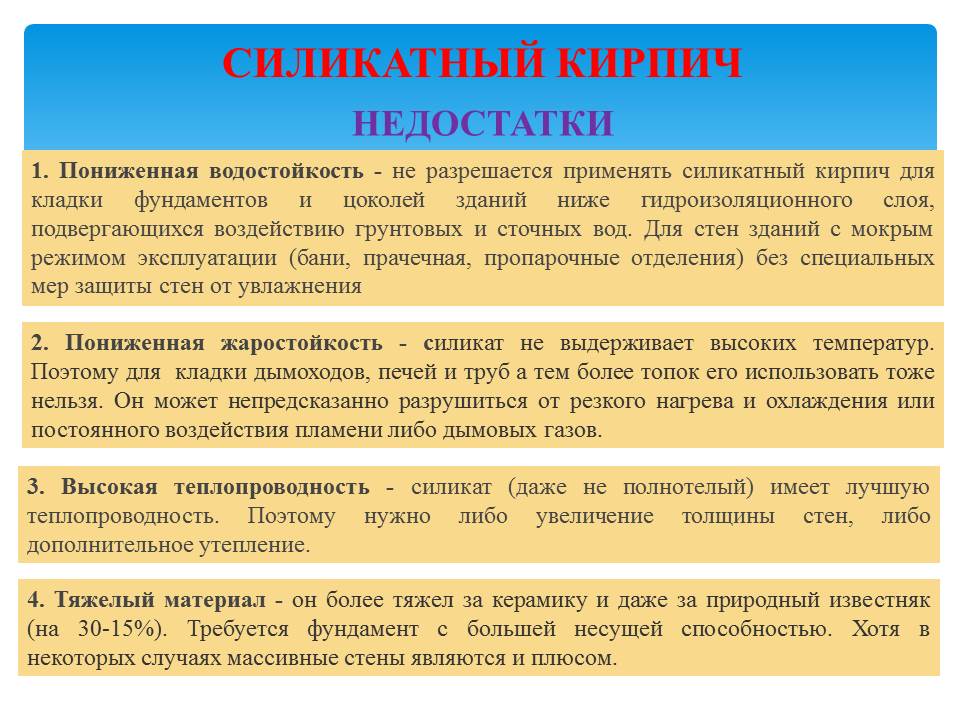 СИЛИКАТНЫЙ КИРПИЧ
НЕДОСТАТКИ
1. Пониженная водостойкость - не разрешается применять силикатный кирпич для
кладки фундаментов и цоколей зданий ниже гидроизоляционного слоя,
подвергающихся воздействию грунтовых и сточных вод. Для стен зданий с мокрым
режимом эксплуатации (бани, прачечная, пропарочные отделения) без специальных
мер защиты стен от увлажнения
2. Пониженная жаростойкость - силикат не выдерживает высоких температур.
Поэтому для кладки дымоходов, печей и труб а тем более топок его использовать тоже
нельзя. Он может непредсказанно разрушиться от резкого нагрева и охлаждения или
постоянного воздействия пламени либо дымовых газов.
3. Высокая теплопроводность - силикат (даже не полнотелый) имеет лучшую
теплопроводность. Поэтому нужно либо увеличение толщины стен, либо
дополнительное утепление.
4. Тяжелый материал - он более тяжел за керамику и даже за природный известняк
(на 30-15%). Требуется фундамент с большей несущей способностью. Хотя в
некоторых случаях массивные стены являются и плюсом.